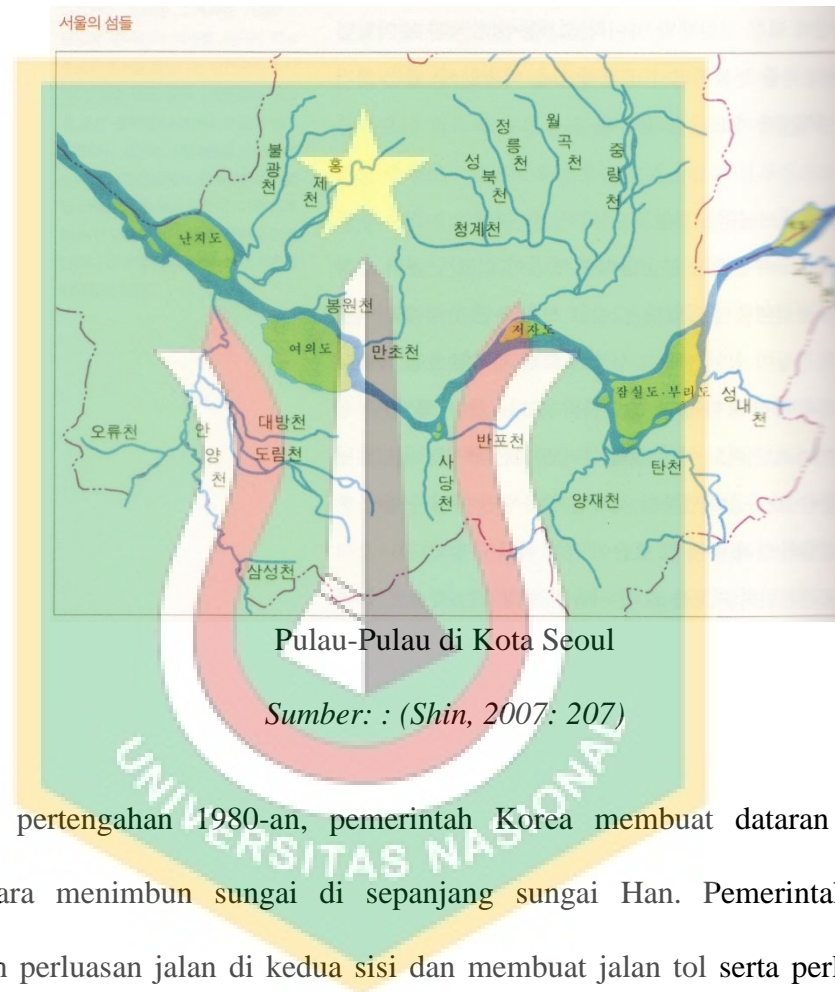 서울의 섬들
불광천
홍제천
성북천
정릉천
월곡천
중랑천
청계천
난지도
봉원천
여의도
만초천
저자도
잠실도·부리도
성내천
오류천
안양천
대방천
도림천
반포천
사당천
탄천
양재천
삼성천
Pulau-Pulau di Kota Seoul
Sumber: : (Shin, 2007: 207)
UNIVERSITAS NASIONAL
pertengahan 1980-an, pemerintah Korea membuat dataran
ara menimbun sungai di sepanjang sungai Han. Pemerintal
n perluasan jalan di kedua sisi dan membuat jalan tol serta perl